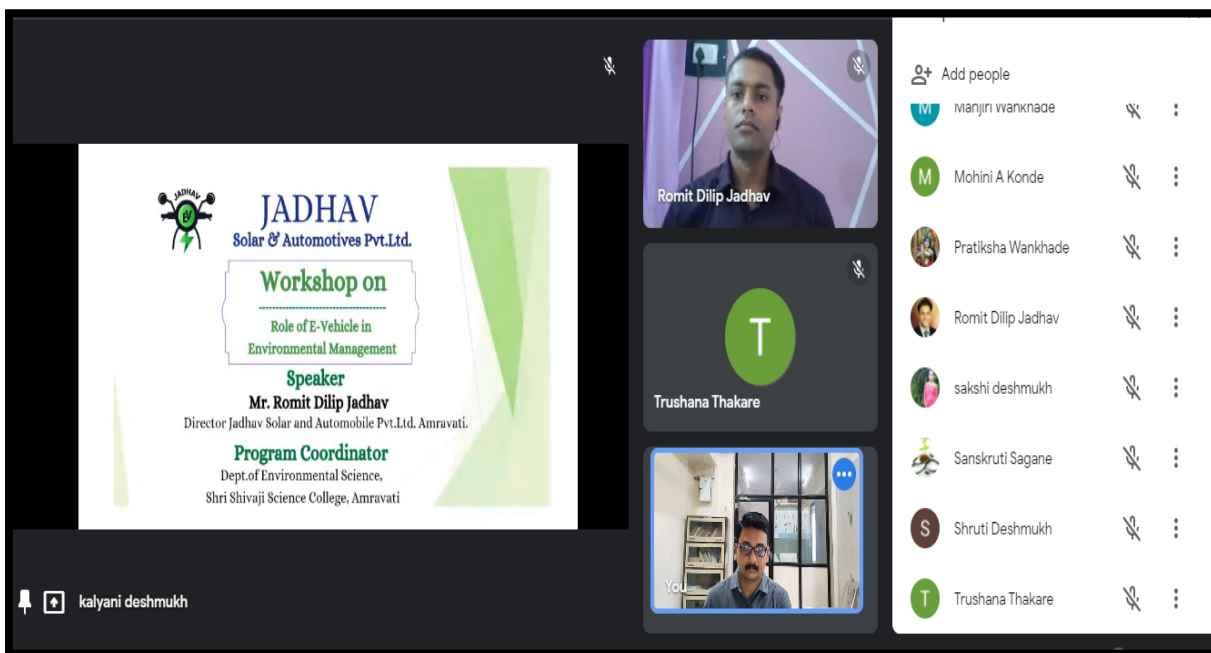 JADHAV
EV
JADHAV
Solar & Automotives Pvt.Ltd.
Workshop on
Role of E-Vehicle in
Environmental Management
Speaker
Mr. Romit Dilip Jadhav
Director Jadhav Solar and Automobile Pvt.Ltd. Amravati.
Program Coordinator
Dept.of Environmental Science,
Shri Shivaji Science College, Amravati
kalyani deshmukh
Romit Dilip Jadhav
T
Trushana Thakare
You
Add people
M Manjiri Wankhade
M Mohini A Konde
Pratiksha Wankhade
Romit Dilip Jadhav
sakshi deshmukh
Sanskruti Sagane
S Shruti Deshmukh
T Trushana Thakare